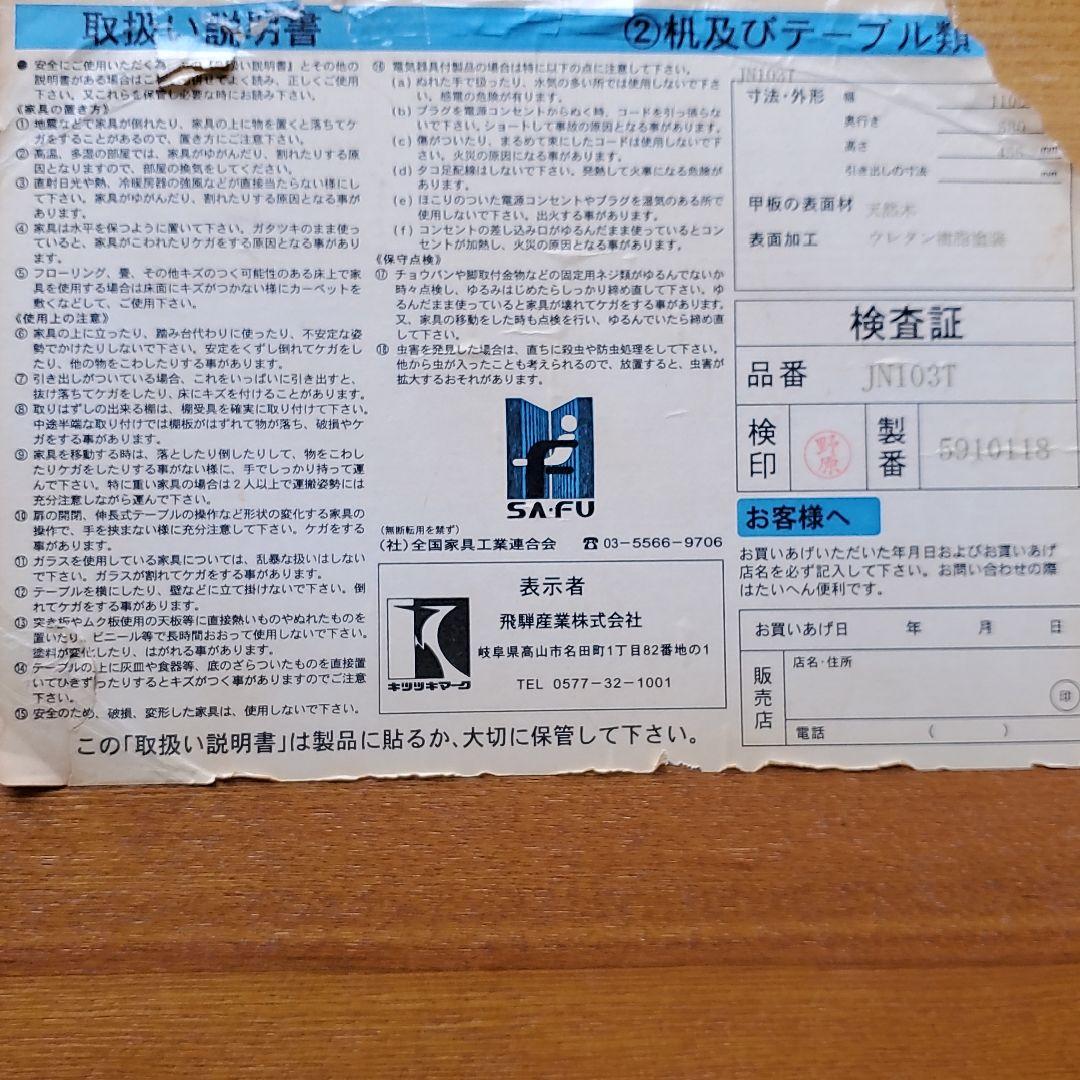 取扱い説明書
②机及びテーブル類
● 安全にご使用いただく為、この『取扱い説明書』とその他の
説明書がある場合はこれも併せてよく読み、正しくご使用
下さい。又これらを保管し必要な時にお読み下さい。
《家具の置き方》
① 地震などで家具が倒れたり、家具の上に物を置くと落ちてケ
ガをすることがあるので、置き方にご注意下さい。
② 高温、多湿の部屋では、家具がゆがんだり、割れたりする原
因となりますので、部屋の換気をしてください。
③ 直射日光や熱、冷暖房器の強風などが直接当たらない様にし
て下さい。家具がゆがんだり、割れたりする原因となる事が
あります。
④ 家具は水平を保つように置いて下さい。ガタツキのまま使っ
ていると、家具がこわれたりケガをする原因となる事があり
ます。
⑤ フローリング、畳、その他キズのつく可能性のある床上で家
具を使用する場合は床面にキズがつかない様にカーペットを
敷くなどして、ご使用下さい。
《使用上の注意》
⑥ 家具の上に立ったり、踏み台代わりに使ったり、不安定な姿
勢でかけたりしないで下さい。安定をくずし倒れてケガをし
たり、他の物をこわしたりする事があります。
⑦ 引き出しがついている場合、これをいっぱいに引き出すと、
抜け落ちてケガをしたり、床にキズを付けることがあります。
⑧ 取りはずしの出来る棚は、棚受具を確実に取り付けて下さい。
中途半端な取り付けでは棚板がはずれて物が落ち、破損やケ
ガをする事があります。
⑨ 家具を移動する時は、落としたり倒したりして、物をこわし
たりケガをしたりする事がない様に、手でしっかり持って運
んで下さい。特に重い家具の場合は2人以上で運搬姿勢には
充分注意しながら運んで下さい。
⑩ 扉の開閉、伸長式テーブルの操作など形状の変化する家具の
操作で、手を挟まない様に充分注意して下さい。ケガをする
事があります。
⑪ ガラスを使用している家具については、乱暴な扱いはしない
で下さい。ガラスが割れてケガをする事があります。
⑫ テーブルを横にしたり、壁などに立て掛けないで下さい。倒
れてケガをする事があります。
⑬ 突き板やムク板使用の天板等に直接熱いものやぬれたものを
置いたり、ビニール等で長時間おおって使用しないで下さい。
塗料が変化したり、はがれる事があります。
⑭ テーブルの上に灰皿や食器等、底のざらついたものを直接置
いてひきずったりするとキズがつく事がありますのでご注意
下さい。
⑮ 安全のため、破損、変形した家具は、使用しないで下さい。
⑯ 電気器具付製品の場合は特に以下の点に注意して下さい。
(a) ぬれた手で扱ったり、水気の多い所では使用しないで下さ
い。感電の危険が有ります。
(b) プラグを電源コンセントからぬく時、コードを引っ張らな
いで下さい。ショートして事故の原因となる事があります。
(c) 傷がついたり、まるめて束にしたコードは使用しないで下
さい。火災の原因になる事があります。
(d) タコ足配線はしないで下さい。発熱して火事になる危険が
あります。
(e) ほこりのついた電源コンセントやプラグを湿気のある所で
使用しないで下さい。出火する事があります。
(f) コンセントの差し込み口がゆるんだまま使っているとコン
セントが加熱し、火災の原因となる事があります。
《保守点検》
⑰ チョウバンや脚取付金物などの固定用ネジ類がゆるんでないか
時々点検し、ゆるみはじめたらしっかり締め直して下さい。ゆ
るんだまま使っていると家具が壊れてケガをする事があります。
又、家具の移動をした時も点検を行い、ゆるんでいたら締め直
して下さい。
⑱ 虫害を発見した場合は、直ちに殺虫や防虫処理をして下さい。
他から虫が入ったことも考えられるので、放置すると、虫害が
拡大するおそれがあります。
SA・FU
(無断転用を禁ず)
(社)全国家具工業連合会 ☎ 03-5566-9706
表示者
飛騨産業株式会社
岐阜県高山市名田町1丁目82番地の1
TEL 0577-32-1001
キツツキマーク
この「取扱い説明書」は製品に貼るか、大切に保管して下さい。
JN103T
寸法・外形 幅
奥行き
高さ mm
引き出しの寸法 mm
甲板の表面材 天然木
表面加工 ウレタン樹脂塗装
検査証
品番 JN103T
検印 野原 製番 5910118
お客様へ
お買いあげいただいた年月日およびお買いあげ
店名を必ず記入して下さい。お問い合わせの際
はたいへん便利です。
お買いあげ日 年 月 日
販売店
店名・住所
印
電話 ( )